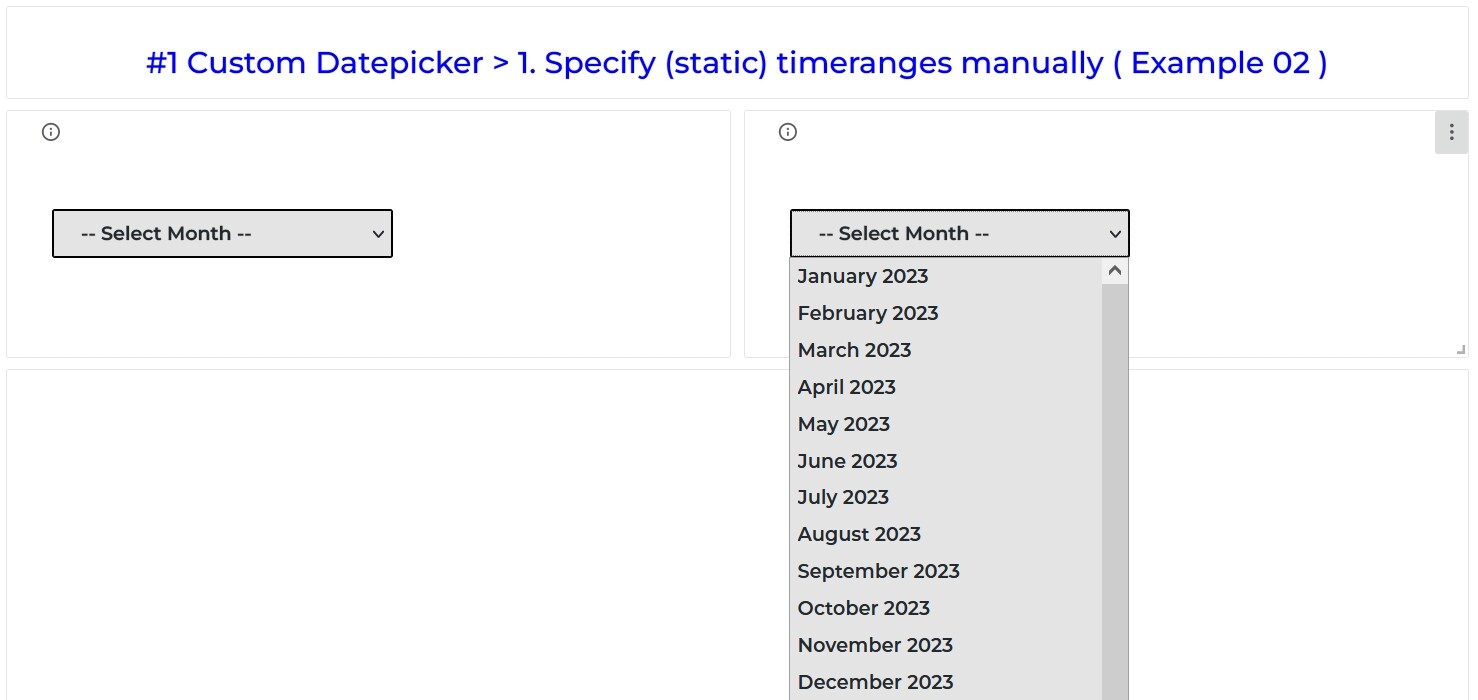 #1 Custom Datepicker > 1. Specify (static) timeranges manually ( Example 02 )
-- Select Month --
-- Select Month --
January 2023
February 2023
March 2023
April 2023
May 2023
June 2023
July 2023
August 2023
September 2023
October 2023
November 2023
December 2023